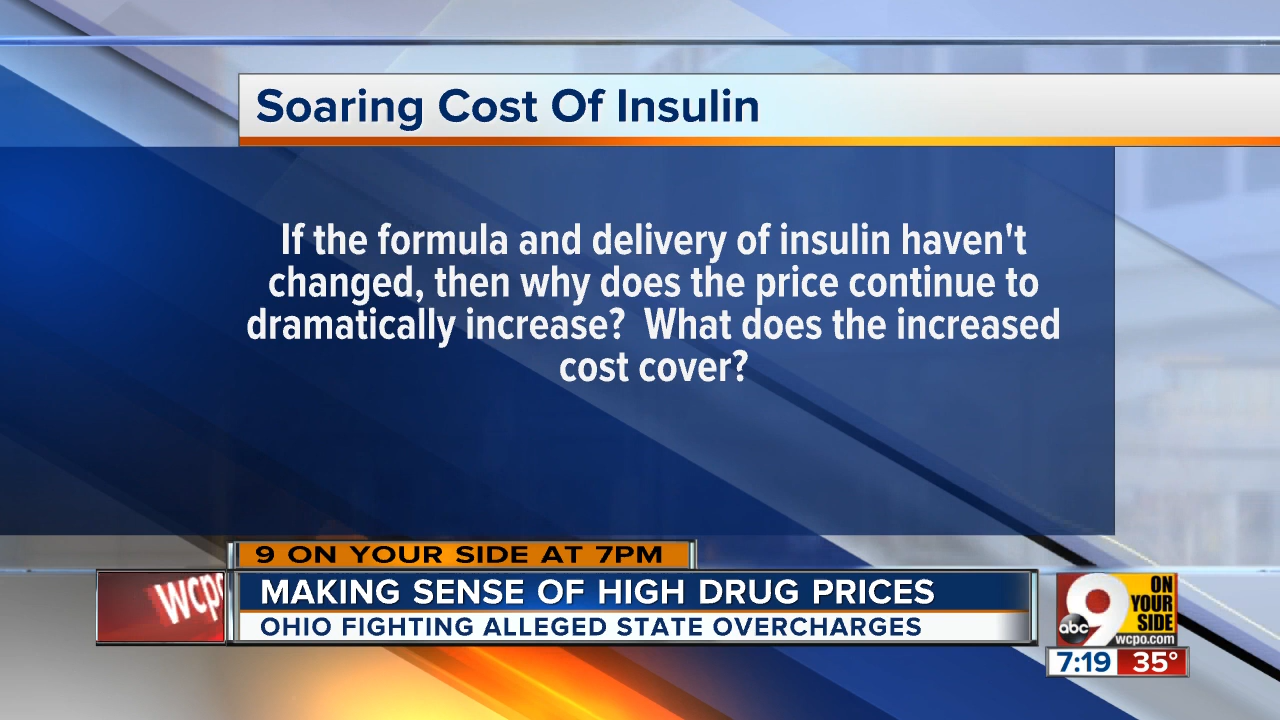 Soaring Cost Of Insulin
If the formula and delivery of insulin haven't
changed, then why does the price continue to
dramatically increase?  What does the increased
cost cover?
9 ON YOUR SIDE AT 7PM
wcpo
MAKING SENSE OF HIGH DRUG PRICES
OHIO FIGHTING ALLEGED STATE OVERCHARGES
abc 9 ON
YOUR
SIDE
wcpo.com
7:19 35°